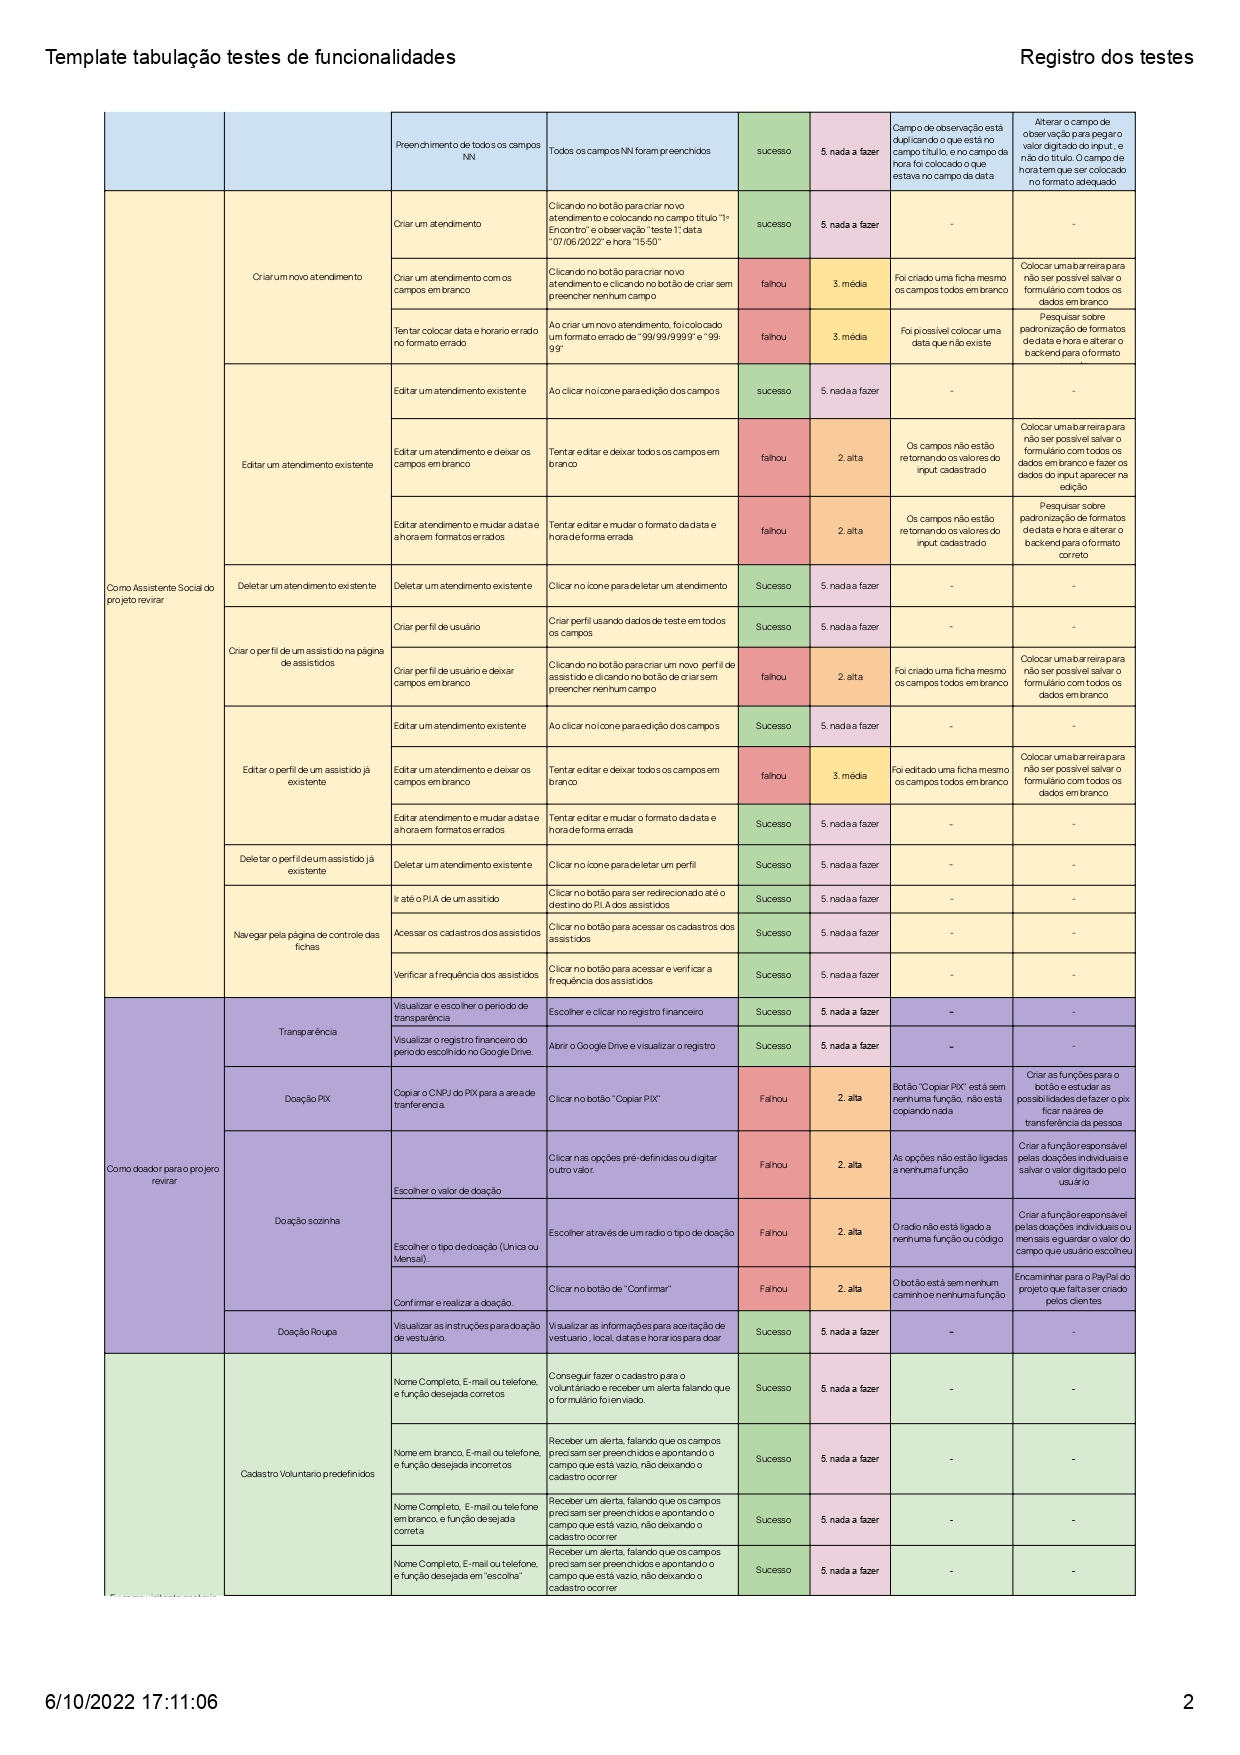 Template tabulação testes de funcionalidades
Registro dos testes
Preenchimento de todos os campos
NN
Todos os campos NN foram preenchidos
sucesso
5. nada a fazer
Campo de observação está
duplicando o que está no
campo títullo, e no campo da
hora foi colocado o que
estava no campo da data
Alterar o campo de
observação para pegar o
valor digitado do input , e
não do titulo. O campo de
hora tem que ser colocado
no formato adequado
Como Assistente Social do
projeto revirar
Criar um novo atendimento
Criar um atendimento
Clicando no botão para criar novo
atendimento e colocando no campo título "1º
Encontro" e observação "teste 1", data
"07/06/2022" e hora "15:50"
sucesso
5. nada a fazer
-
-
Criar um atendimento com os
campos em branco
Clicando no botão para criar novo
atendimento e clicando no botão de criar sem
preencher nenhum campo
falhou
3. média
Foi criado uma ficha mesmo
os campos todos em branco
Colocar uma barreira para
não ser possível salvar o
formulário com todos os
dados em branco
Tentar colocar data e horario errado
no formato errado
Ao criar um novo atendimento, foi colocado
um formato errado de "99/99/9999" e "99:
99"
falhou
3. média
Foi piossível colocar uma
data que não existe
Pesquisar sobre
padronização de formatos
de data e hora e alterar o
backend para o formato
Editar um atendimento existente
Editar um atendimento existente
Ao clicar no ícone para edição dos campos
sucesso
5. nada a fazer
-
-
Editar um atendimento e deixar os
campos em branco
Tentar editar e deixar todos os campos em
branco
falhou
2. alta
Os campos não estão
retornando os valores do
input cadastrado
Colocar uma barreira para
não ser possível salvar o
formulário com todos os
dados em branco e fazer os
dados do input aparecer na
edição
Editar atendimento e mudar a data e
a hora em formatos errados
Tentar editar e mudar o formato da data e
hora de forma errada
falhou
2. alta
Os campos não estão
retornando os valores do
input cadastrado
Pesquisar sobre
padronização de formatos
de data e hora e alterar o
backend para o formato
correto
Deletar um atendimento existente
Deletar um atendimento existente
Clicar no ícone para deletar um atendimento
Sucesso
5. nada a fazer
-
-
Criar o perfil de um assistido na página
de assistidos
Criar perfil de usuário
Criar perfil usando dados de teste em todos
os campos
Sucesso
5. nada a fazer
-
-
Criar perfil de usuário e deixar
campos em branco
Clicando no botão para criar um novo perfil de
assistido e clicando no botão de criar sem
preencher nenhum campo
falhou
2. alta
Foi criado uma ficha mesmo
os campos todos em branco
Colocar uma barreira para
não ser possível salvar o
formulário com todos os
dados em branco
Editar o perfil de um assistido já
existente
Editar um atendimento existente
Ao clicar no ícone para edição dos campos
Sucesso
5. nada a fazer
-
-
Editar um atendimento e deixar os
campos em branco
Tentar editar e deixar todos os campos em
branco
falhou
3. média
Foi editado uma ficha mesmo
os campos todos em branco
Colocar uma barreira para
não ser possível salvar o
formulário com todos os
dados em branco
Editar atendimento e mudar a data e
a hora em formatos errados
Tentar editar e mudar o formato da data e
hora de forma errada
Sucesso
5. nada a fazer
-
-
Deletar o perfil de um assistido já
existente
Deletar um atendimento existente
Clicar no ícone para deletar um perfil
Sucesso
5. nada a fazer
-
-
Navegar pela página de controle das
fichas
Ir até o P.I.A de um assitido
Clicar no botão para ser redirecionado até o
destino do P.I.A dos assistidos
Sucesso
5. nada a fazer
-
-
Acessar os cadastros dos assistidos
Clicar no botão para acessar os cadastros dos
assistidos
Sucesso
5. nada a fazer
-
-
Verificar a frequência dos assistidos
Clicar no botão para acessar e verificar a
frequência dos assistidos
Sucesso
5. nada a fazer
-
-
Como doador para o projero
revirar
Transparência
Visualizar e escolher o periodo de
transparência
Escolher e clicar no registro financeiro
Sucesso
5. nada a fazer
-
-
Visualizar o registro financeiro do
periodo escolhido no Google Drive.
Abrir o Google Drive e visualizar o registro
Sucesso
5. nada a fazer
-
-
Doação PIX
Copiar o CNPJ do PIX para a area de
tranferencia.
Clicar no botão "Copiar PIX"
Falhou
2. alta
Botão "Copiar PIX" está sem
nenhuma função, não está
copiando nada
Criar as funções para o
botão e estudar as
possibilidades de fazer o pix
ficar na área de
transferência da pessoa
Doação sozinha
Escolher o valor de doação
Clicar nas opções pré-definidas ou digitar
outro valor.
Falhou
2. alta
As opções não estão ligadas
a nenhuma função
Criar a função responsável
pelas doações individuais e
salvar o valor digitado pelo
usuário
Escolher o tipo de doação (Unica ou
Mensal).
Escolher através de um radio o tipo de doação
Falhou
2. alta
O radio não está ligado a
nenhuma função ou código
Criar a função responsável
pelas doações individuais ou
mensais e guardar o valor do
campo que usuário escolheu
Confirmar e realizar a doação.
Clicar no botão de "Confirmar"
Falhou
2. alta
O botão está sem nenhum
caminho e nenhuma função
Encaminhar para o PayPal do
projeto que falta ser criado
pelos clientes
Doação Roupa
Visualizar as instruções para doação
de vestuário.
Visualizar as informações para aceitação de
vestuario , local, datas e horarios para doar
Sucesso
5. nada a fazer
-
-
Cadastro Voluntario predefinidos
Nome Completo, E-mail ou telefone,
e função desejada corretos
Conseguir fazer o cadastro para o
voluntáriado e receber um alerta falando que
o formulário foi enviado.
Sucesso
5. nada a fazer
-
-
Nome em branco, E-mail ou telefone,
e função desejada incorretos
Receber um alerta, falando que os campos
precisam ser preenchidos e apontando o
campo que está vazio, não deixando o
cadastro ocorrer
Sucesso
5. nada a fazer
-
-
Nome Completo, E-mail ou telefone
em branco, e função desejada
correta
Receber um alerta, falando que os campos
precisam ser preenchidos e apontando o
campo que está vazio, não deixando o
cadastro ocorrer
Sucesso
5. nada a fazer
-
-
Nome Completo, E-mail ou telefone,
e função desejada em "escolha"
Receber um alerta, falando que os campos
precisam ser preenchidos e apontando o
campo que está vazio, não deixando o
cadastro ocorrer
Sucesso
5. nada a fazer
-
-
6/10/2022 17:11:06
2